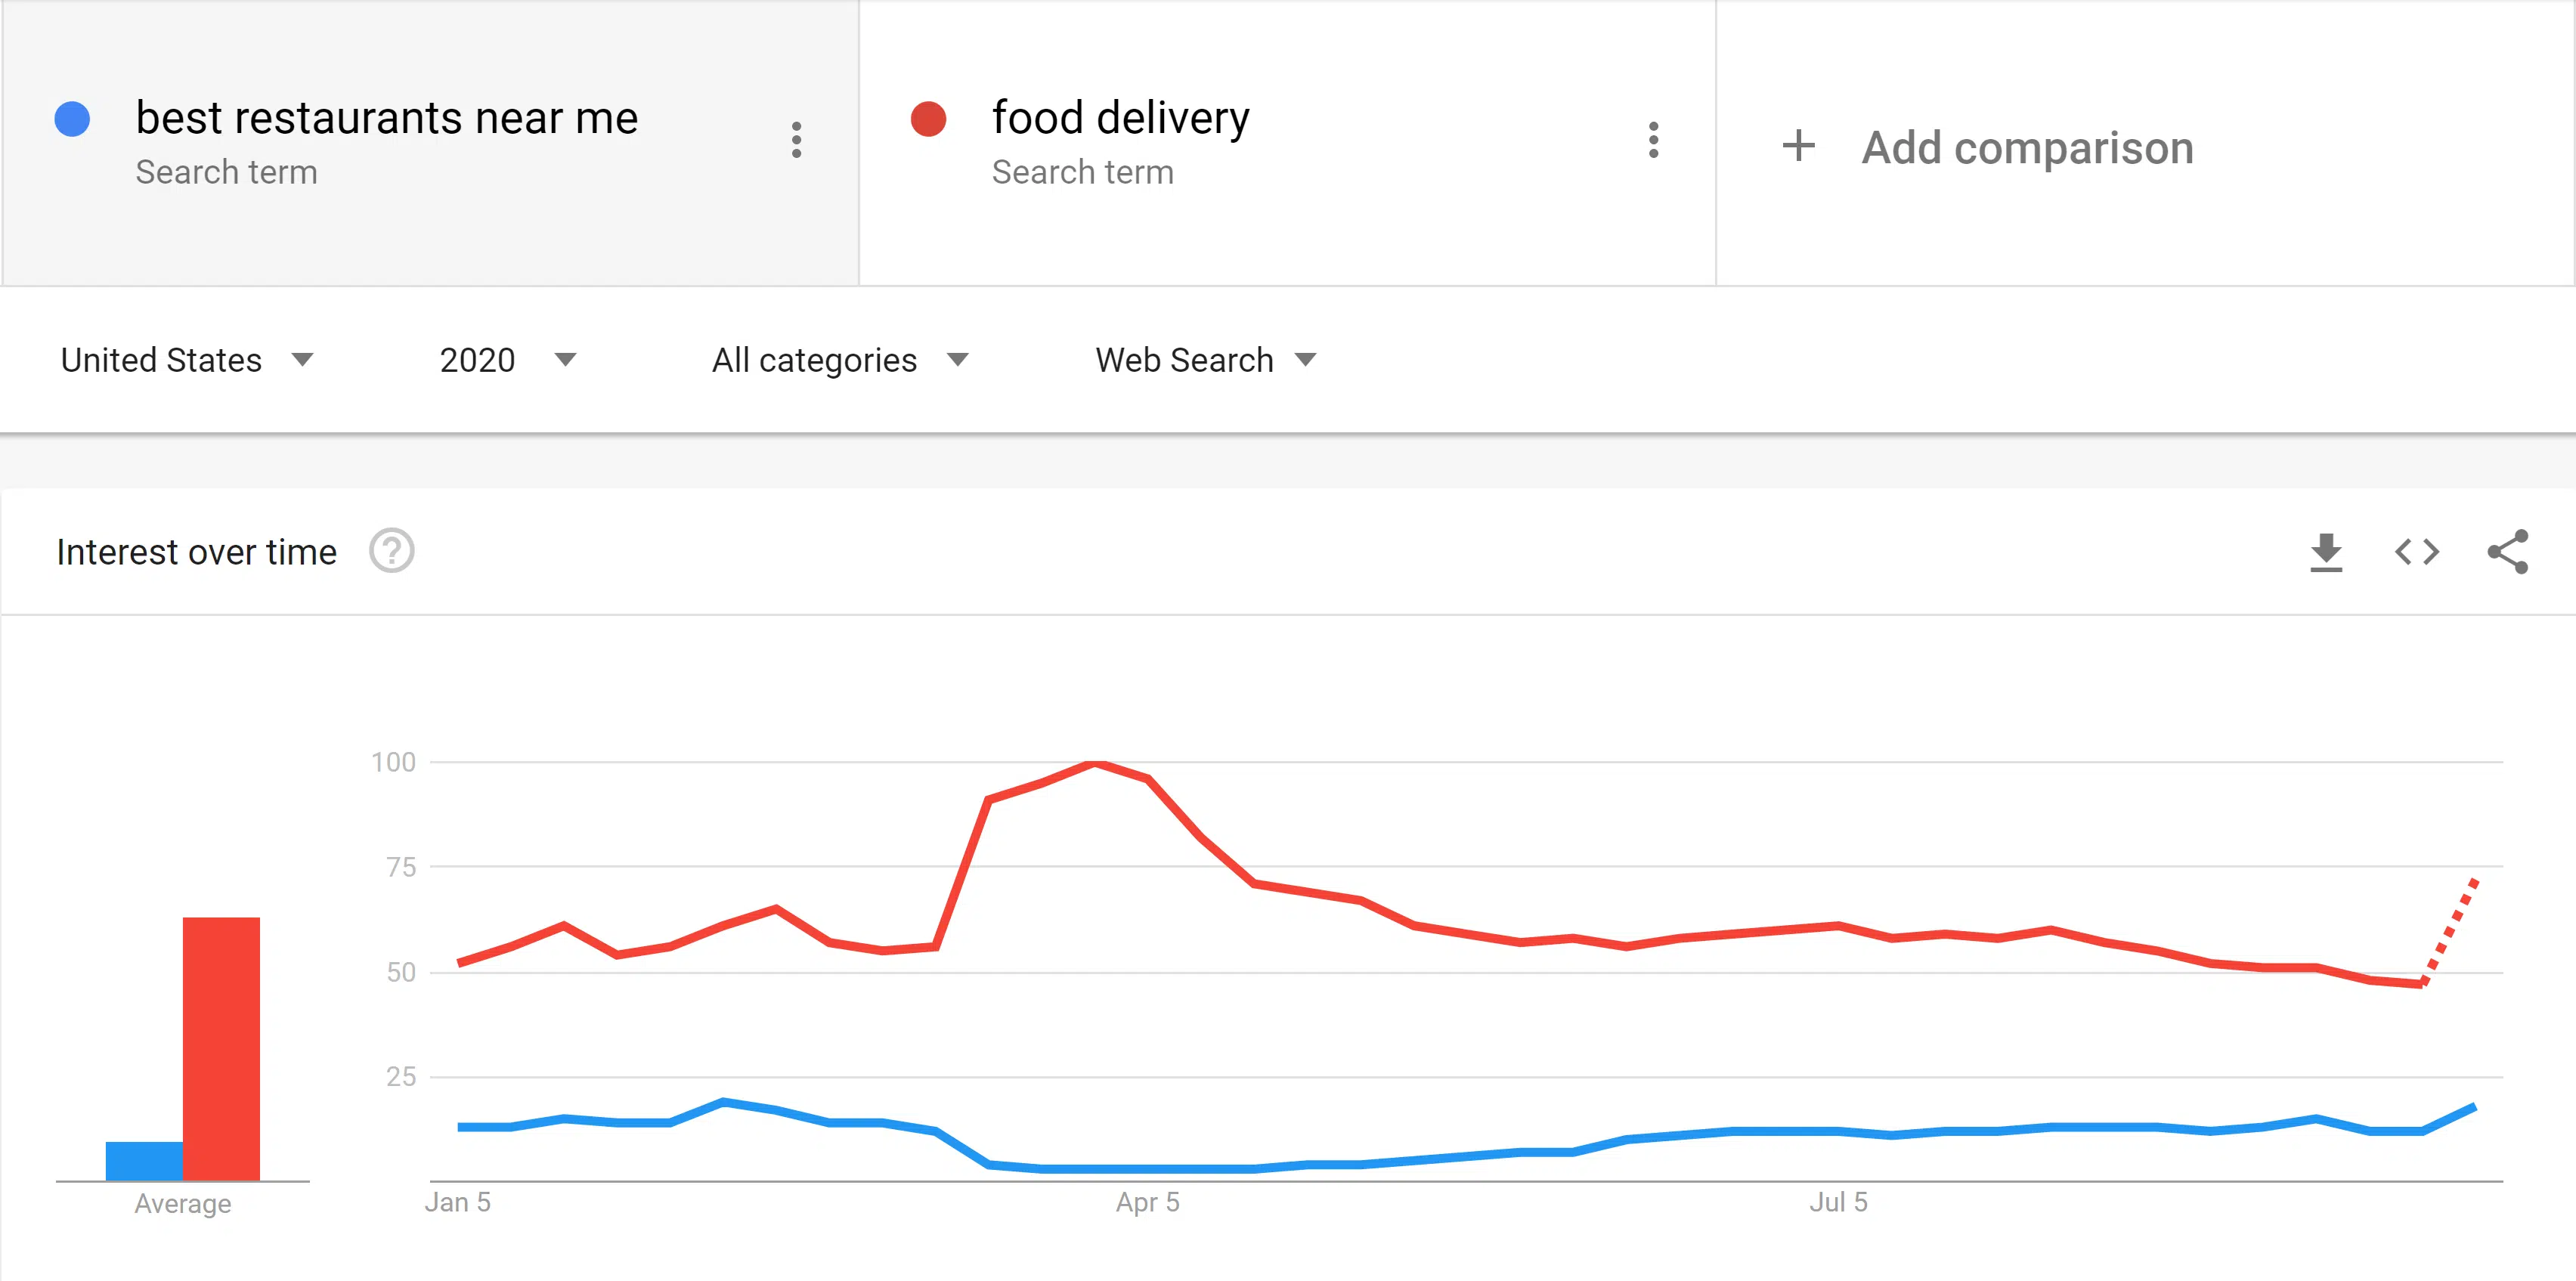 best restaurants near me
Search term
food delivery
Search term
+ Add comparison
United States
2020
All categories
Web Search
Interest over time
?
100
75
50
25
Average
Jan 5
Apr 5
Jul 5